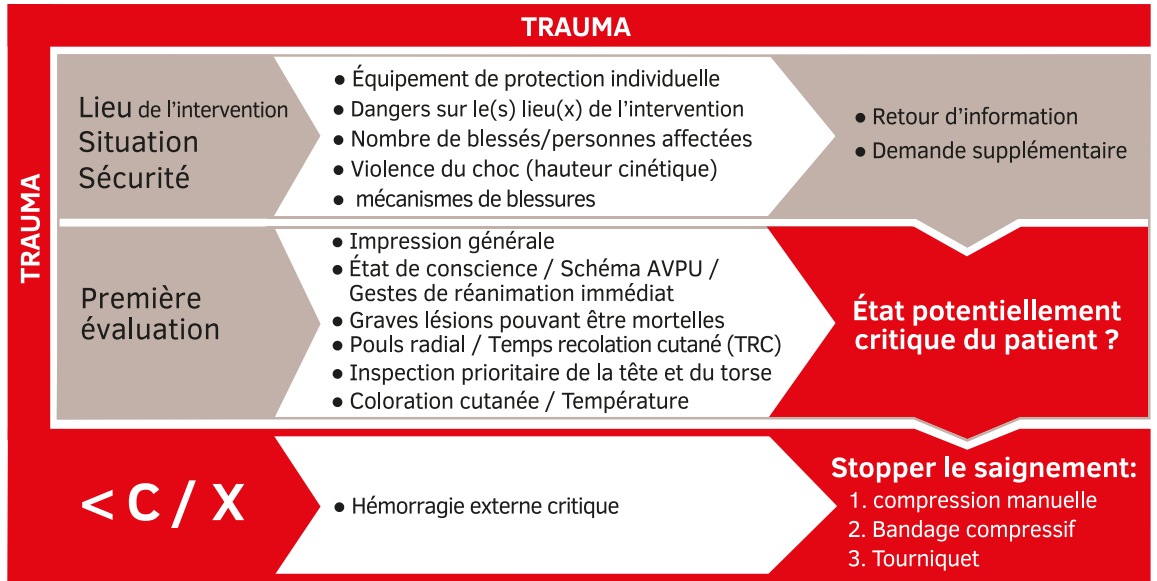 TRAUMA
TRAUMA
Lieu de l'intervention
Situation
Sécurité
● Équipement de protection individuelle
● Dangers sur le(s) lieu(x) de l'intervention
● Nombre de blessés/personnes affectées
● Violence du choc (hauteur cinétique)
● mécanismes de blessures
● Retour d'information
● Demande supplémentaire
Première
évaluation
● Impression générale
● État de conscience / Schéma AVPU /
Gestes de réanimation immédiat
● Graves lésions pouvant être mortelles
● Pouls radial / Temps recolation cutané (TRC)
● Inspection prioritaire de la tête et du torse
● Coloration cutanée / Température
État potentiellement
critique du patient ?
< C / X
● Hémorragie externe critique
Stopper le saignement:
1. compression manuelle
2. Bandage compressif
3. Tourniquet